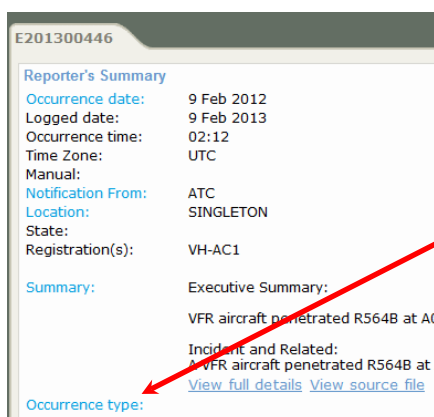 E201300446
Reporter's Summary
Occurrence date: 9 Feb 2012
Logged date: 9 Feb 2013
Occurrence time: 02:12
Time Zone: UTC
Manual:
Notification From: ATC
Location: SINGLETON
State:
Registration(s): VH-AC1
Summary: Executive Summary:
VFR aircraft penetrated R564B at A0
Incident and Related:
A VFR aircraft penetrated R564B at
View full details View source file
Occurrence type: